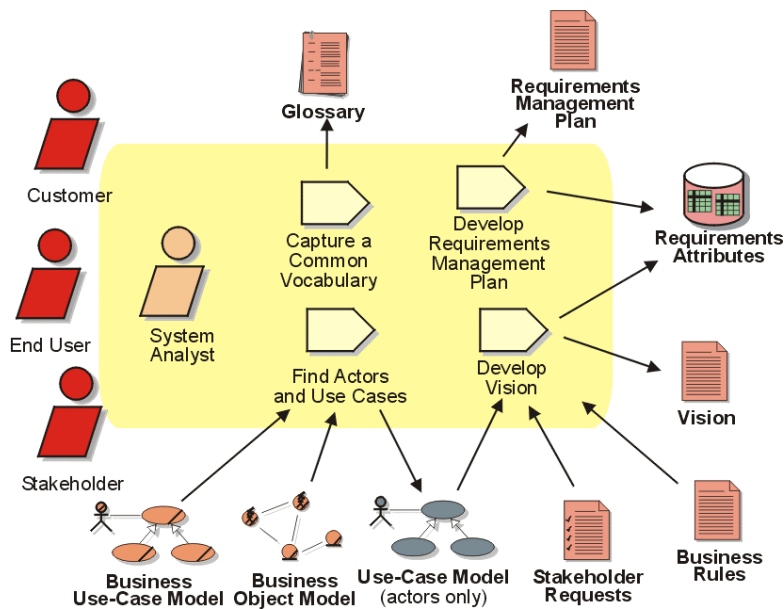 Glossary
Requirements
Management
Plan
Customer
Capture a
Common
Vocabulary
Develop
Requirements
Management
Plan
Requirements
Attributes
End User
System
Analyst
Find Actors
and Use Cases
Develop
Vision
Vision
Stakeholder
Business
Use-Case Model
Business
Object Model
Use-Case Model
(actors only)
Stakeholder
Requests
Business
Rules